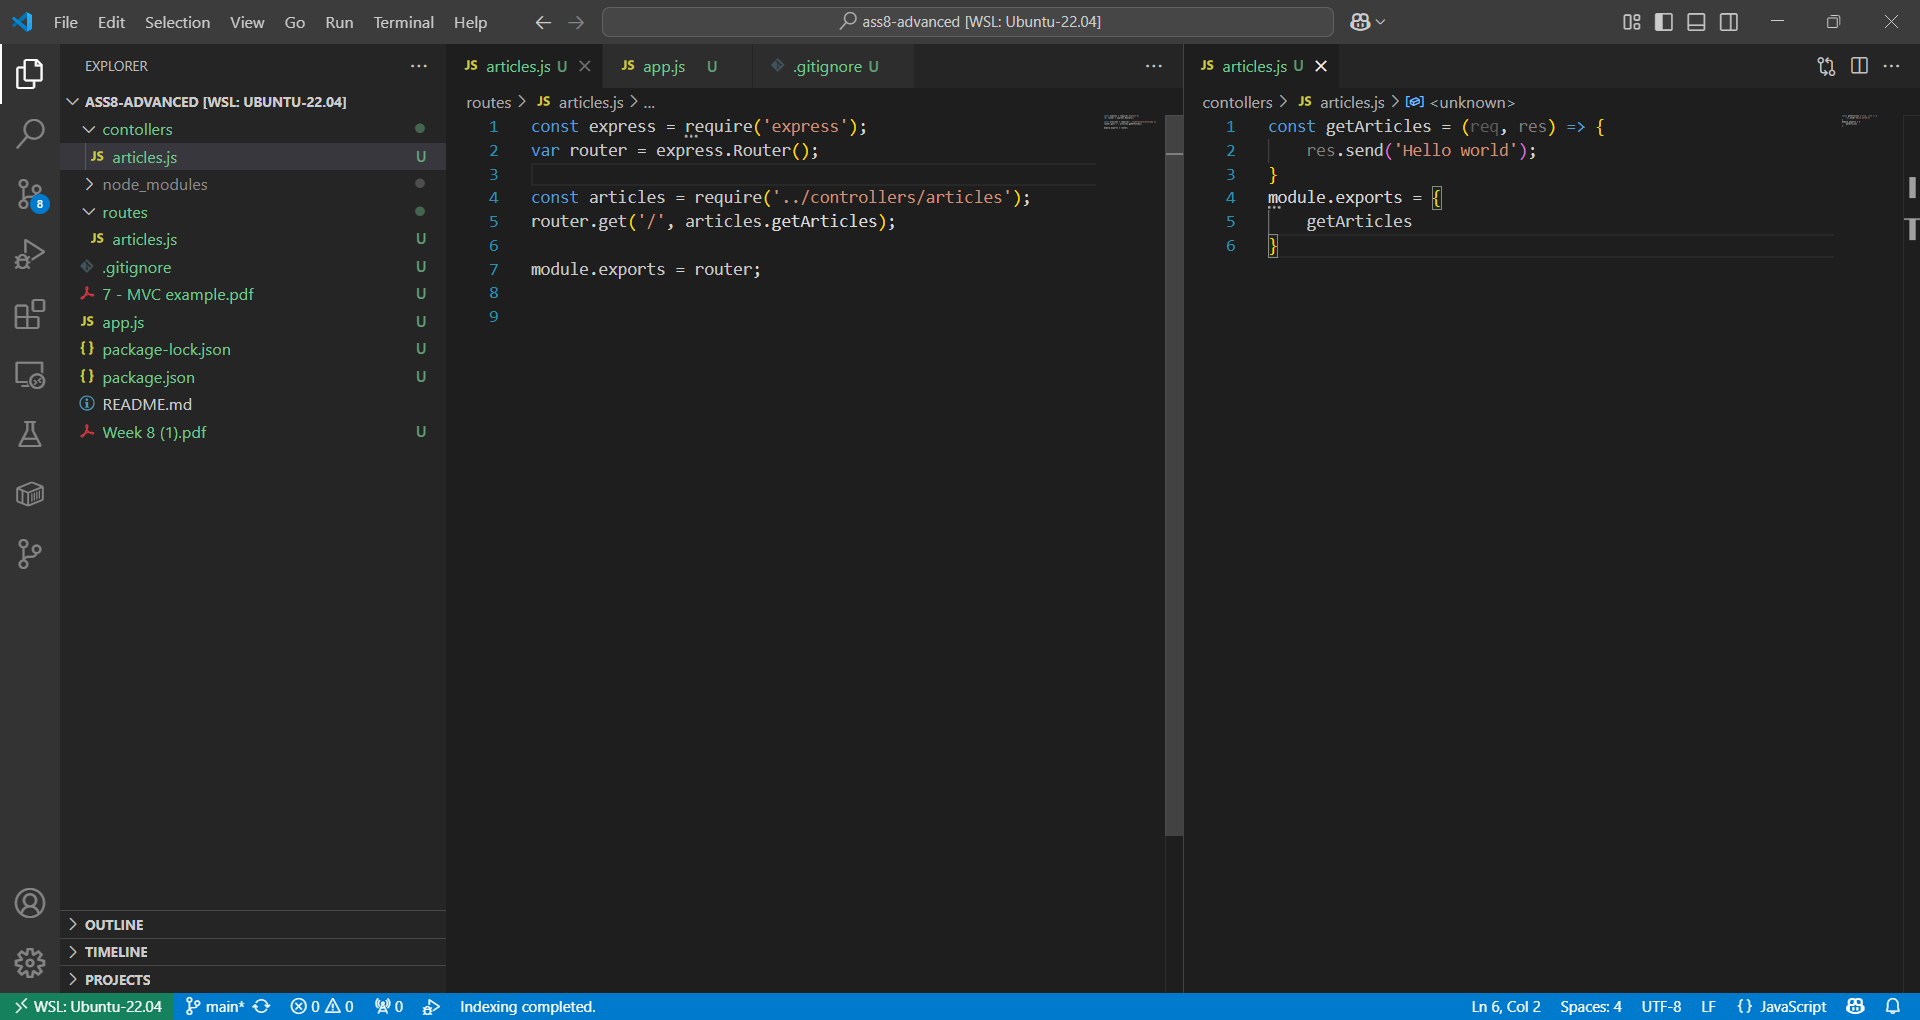 File Edit Selection View Go Run Terminal Help
ass8-advanced [WSL: Ubuntu-22.04]
EXPLORER
ASS8-ADVANCED [WSL: UBUNTU-22.04]
contollers
JS articles.js U
node_modules
routes
JS articles.js U
.gitignore U
7 - MVC example.pdf U
JS app.js U
{} package-lock.json U
{} package.json U
README.md
Week 8 (1).pdf U
OUTLINE
TIMELINE
PROJECTS
8
JS articles.js U
JS app.js U
.gitignore U
routes > JS articles.js > ...
1 const express = require('express');
2 var router = express.Router();
3
4 const articles = require('../controllers/articles');
5 router.get('/', articles.getArticles);
6
7 module.exports = router;
8
9
JS articles.js U
contollers > JS articles.js > <unknown>
1 const getArticles = (req, res) => {
2 res.send('Hello world');
3 }
4 module.exports = {
5 getArticles
6 }
WSL: Ubuntu-22.04 main* 0 0 0 Indexing completed. Ln 6, Col 2 Spaces: 4 UTF-8 LF {} JavaScript